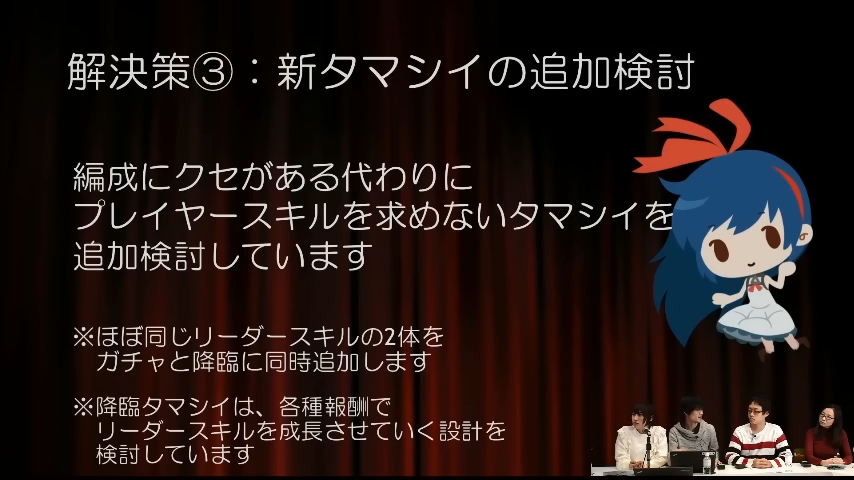 解決策③：新タマシイの追加検討
編成にクセがある代わりに
プレイヤースキルを求めないタマシイを
追加検討しています
※ほぼ同じリーダースキルの2体を
ガチャと降臨に同時追加します
※降臨タマシイは、各種報酬で
リーダースキルを成長させていく設計を
検討しています